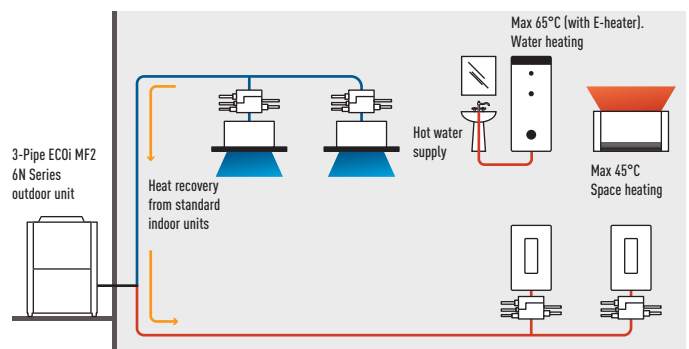 3-Pipe ECOi MF2
6N Series
outdoor unit
Heat recovery
from standard
indoor units
Hot water
supply
Max 65°C (with E-heater).
Water heating
Max 45°C
Space heating